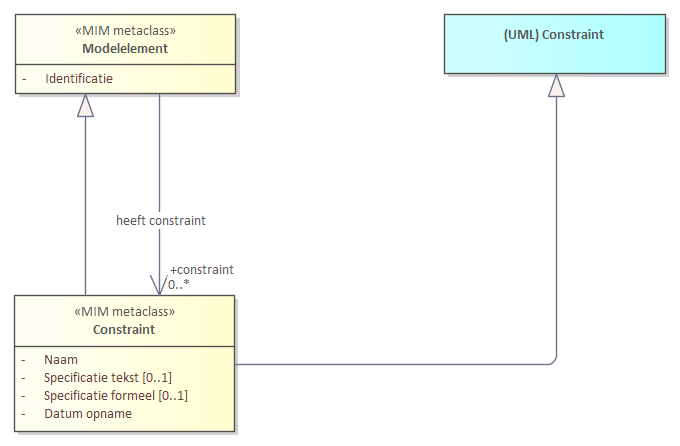 «MIM metaclass»
Modelelement
- Identificatie
(UML) Constraint
heeft constraint
+constraint
0..*
«MIM metaclass»
Constraint
- Naam
- Specificatie tekst [0..1]
- Specificatie formeel [0..1]
- Datum opname